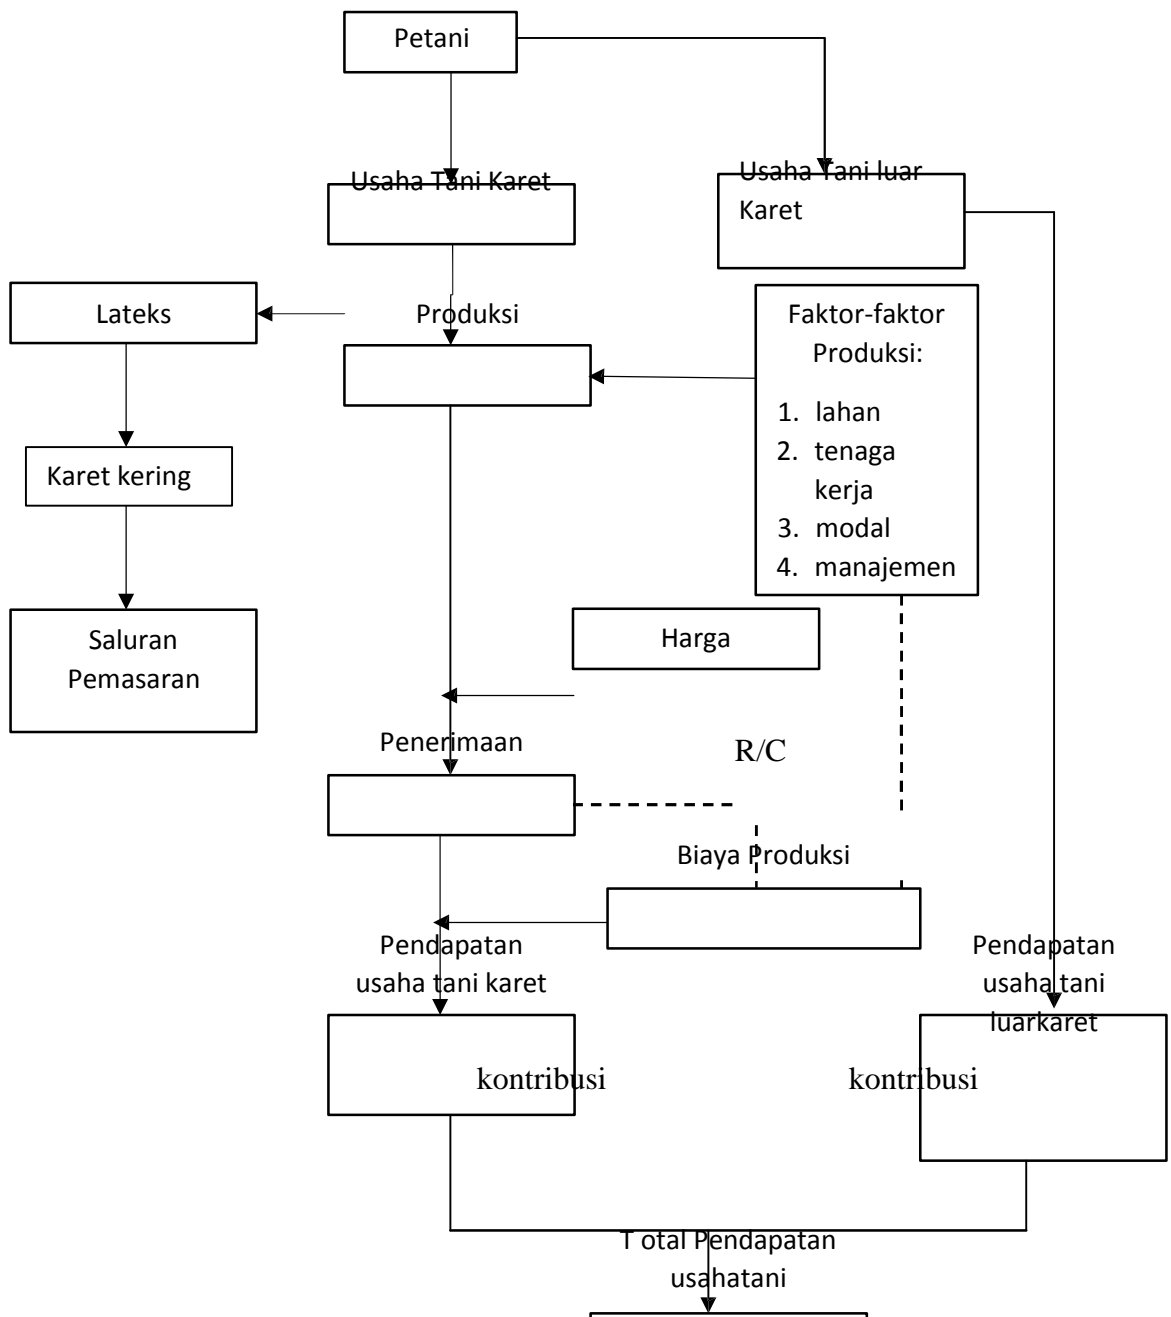 Petani
Usaha Tani Karet
Usaha Tani luar
Karet
Lateks
Produksi
Faktor-faktor
Produksi:
1. lahan
2. tenaga
kerja
3. modal
4. manajemen
Karet kering
Saluran
Pemasaran
Harga
Penerimaan
R/C
Biaya Produksi
Pendapatan
usaha tani karet
Pendapatan
usaha tani
luarkaret
kontribusi
kontribusi
T otal Pendapatan
usahatani